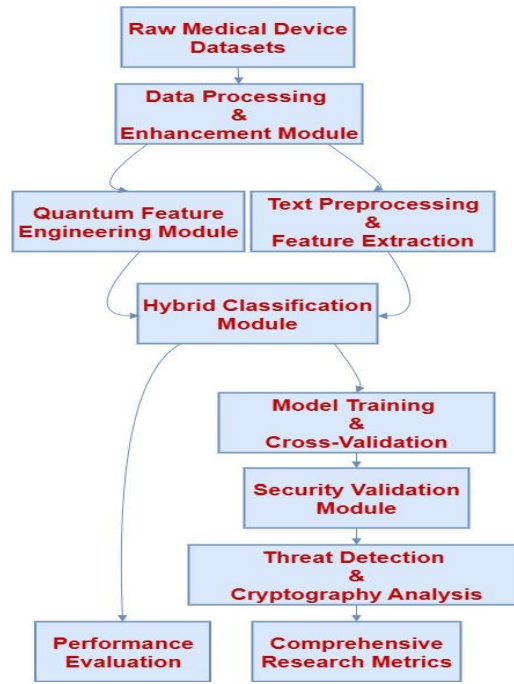 Raw Medical Device
Datasets
Data Processing
&
Enhancement Module
Quantum Feature
Engineering Module
Text Preprocessing
&
Feature Extraction
Hybrid Classification
Module
Model Training
&
Cross-Validation
Security Validation
Module
Threat Detection
&
Cryptography Analysis
Performance
Evaluation
Comprehensive
Research Metrics